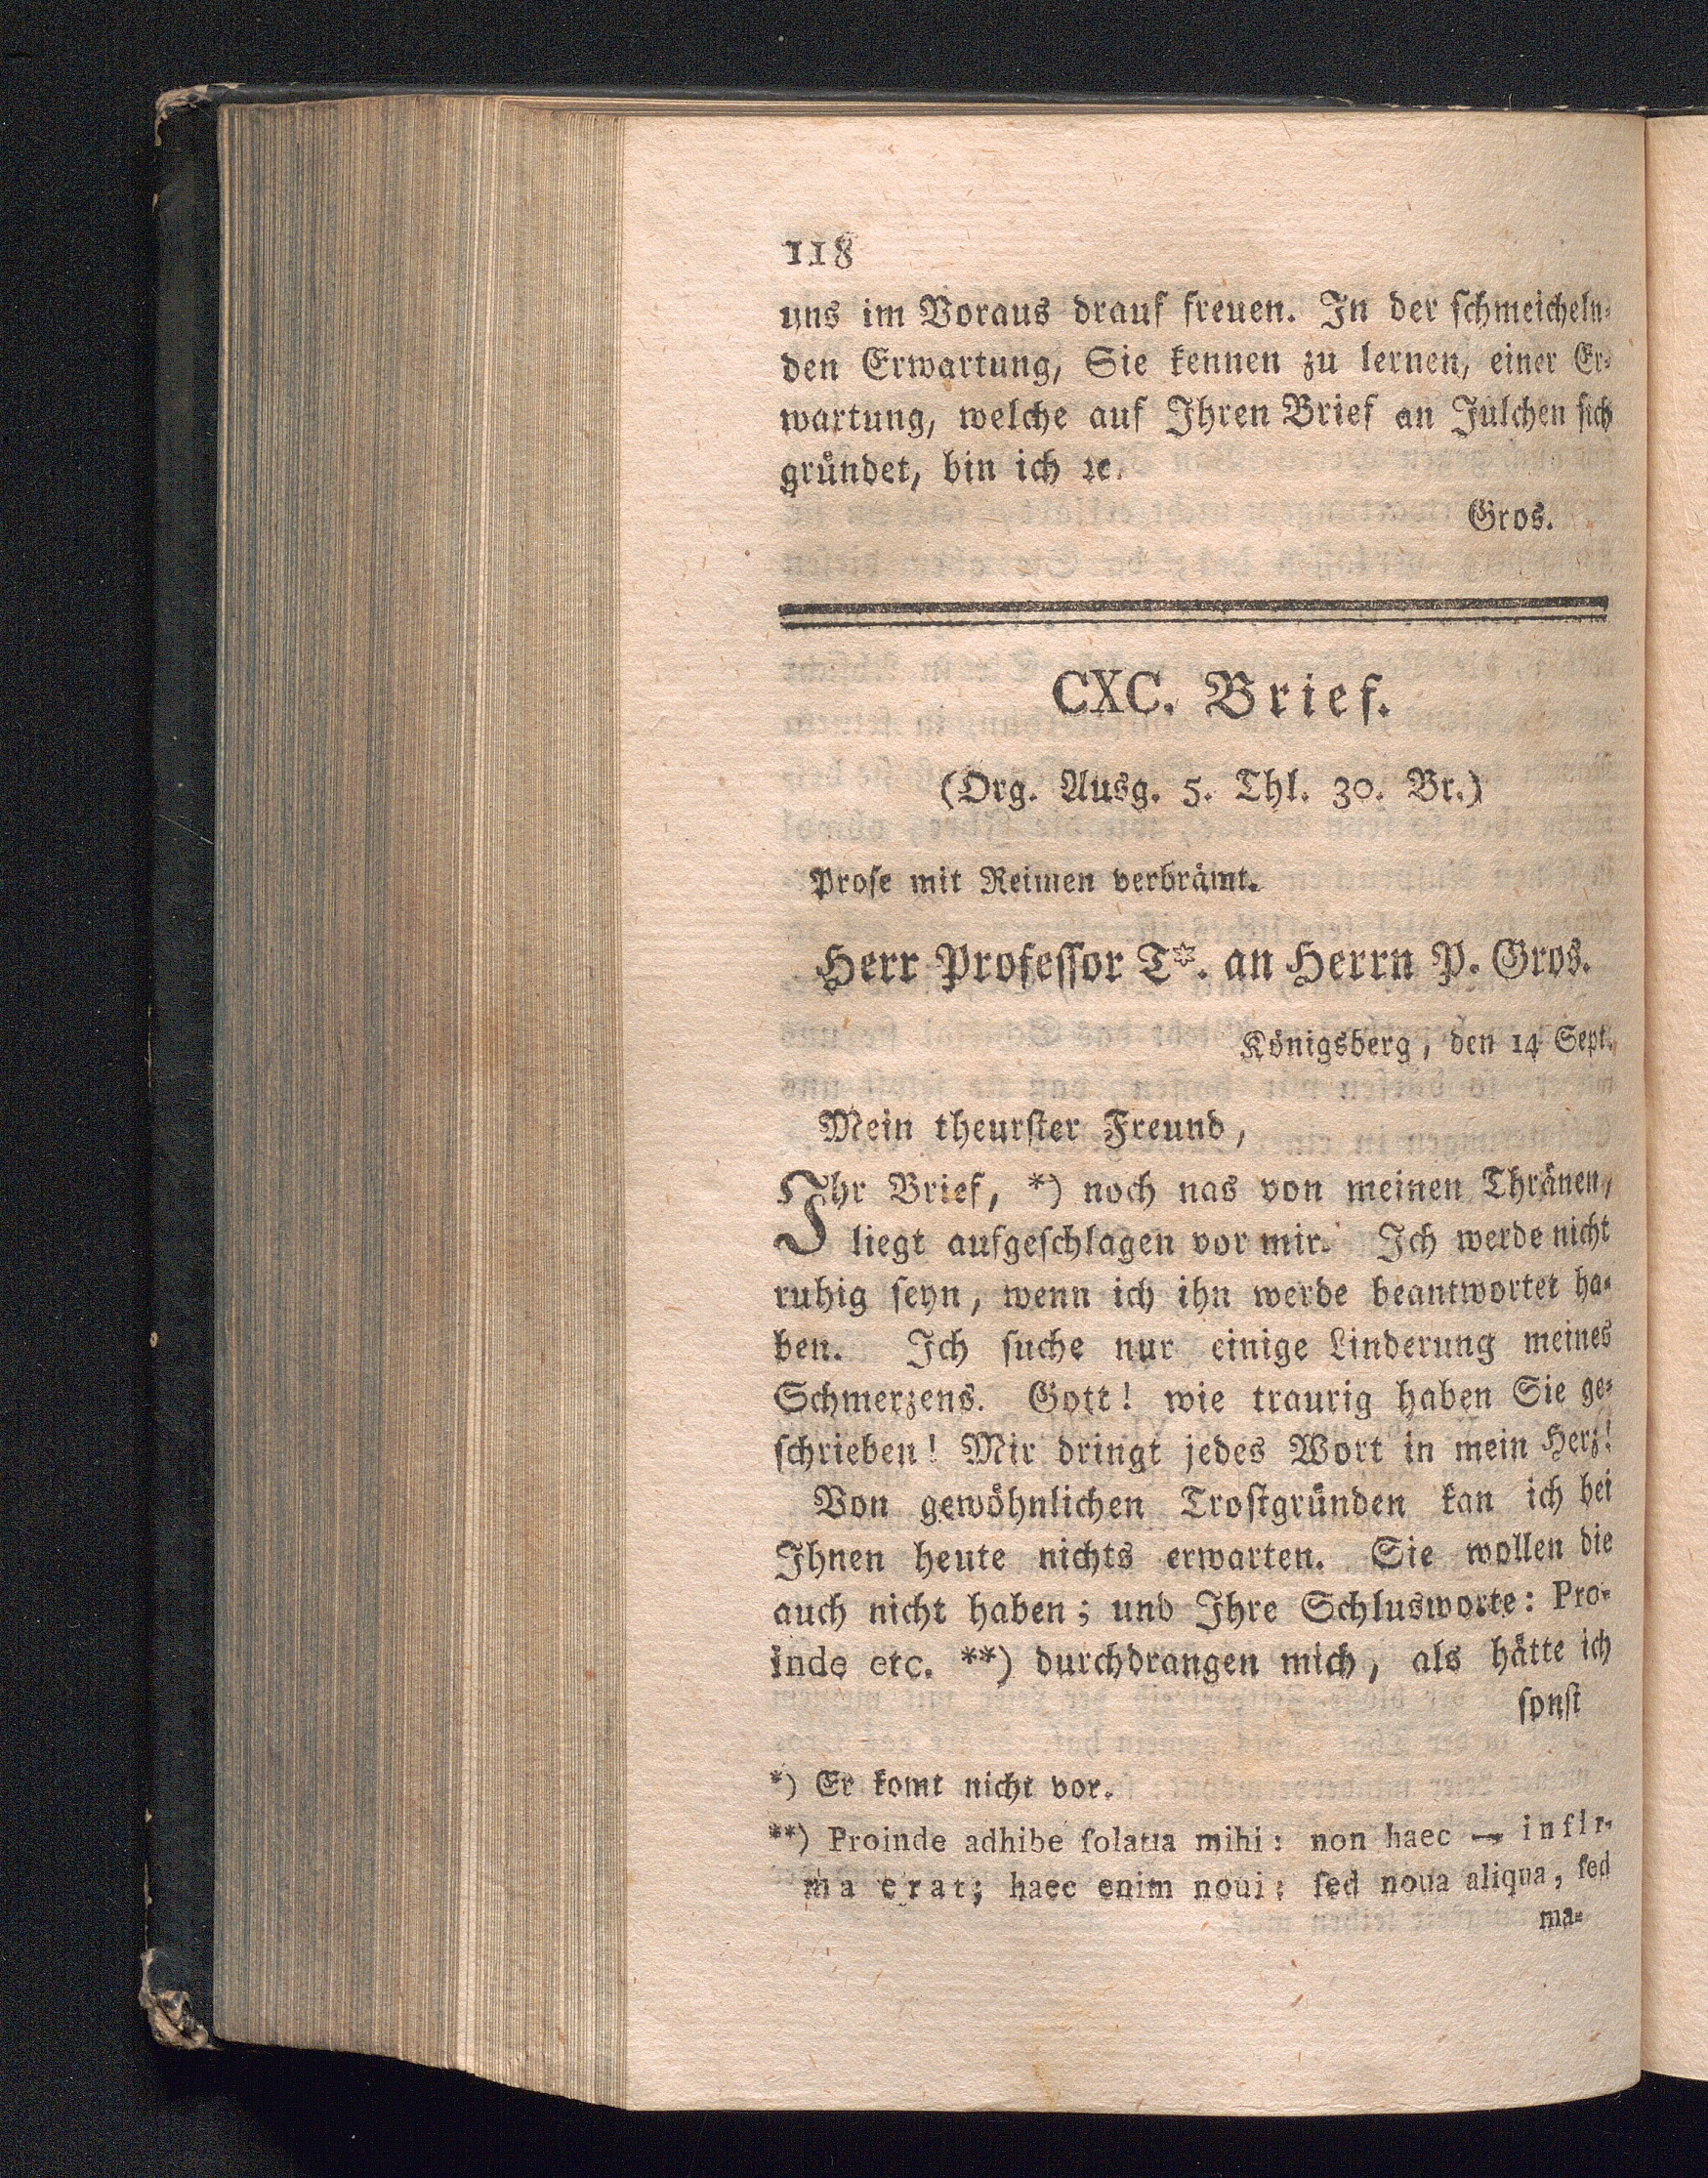 118
uns im Voraus drauf freuen. In der ſchmeicheln-
den Erwartung, Sie kennen zu lernen, einer Er-
wartung, welche auf Ihren Brief an Julchen ſich
gründet, bin ich ꝛc.
Gros.
CXC. Brief.
(Org. Ausg. 5. Thl. 30. Br.)
Proſe mit Reimen verbrämt.
Herr Profeſſor T*. an Herrn P. Gros.
Königsberg, den 14 Sept.
Mein theurſter Freund,
Ihr Brief, *) noch nas von meinen Thränen,
liegt aufgeſchlagen vor mir. Ich werde nicht
ruhig ſeyn, wenn ich ihn werde beantwortet ha-
ben. Ich ſuche nur einige Linderung meines
Schmerzens. Gott! wie traurig haben Sie ge-
ſchrieben! Mir dringt jedes Wort in mein Herz!
Von gewöhnlichen Troſtgründen kan ich bei
Ihnen heute nichts erwarten. Sie wollen die
auch nicht haben; und Ihre Schlusworte: Pro-
inde etc. **) durchdrangen mich, als hätte ich
ſonſt
*) Er komt nicht vor.
**) Proinde adhibe ſolatia mihi: non haec — infir-
ma erat; haec enim noui: ſed noua aliqua, ſed
ma-